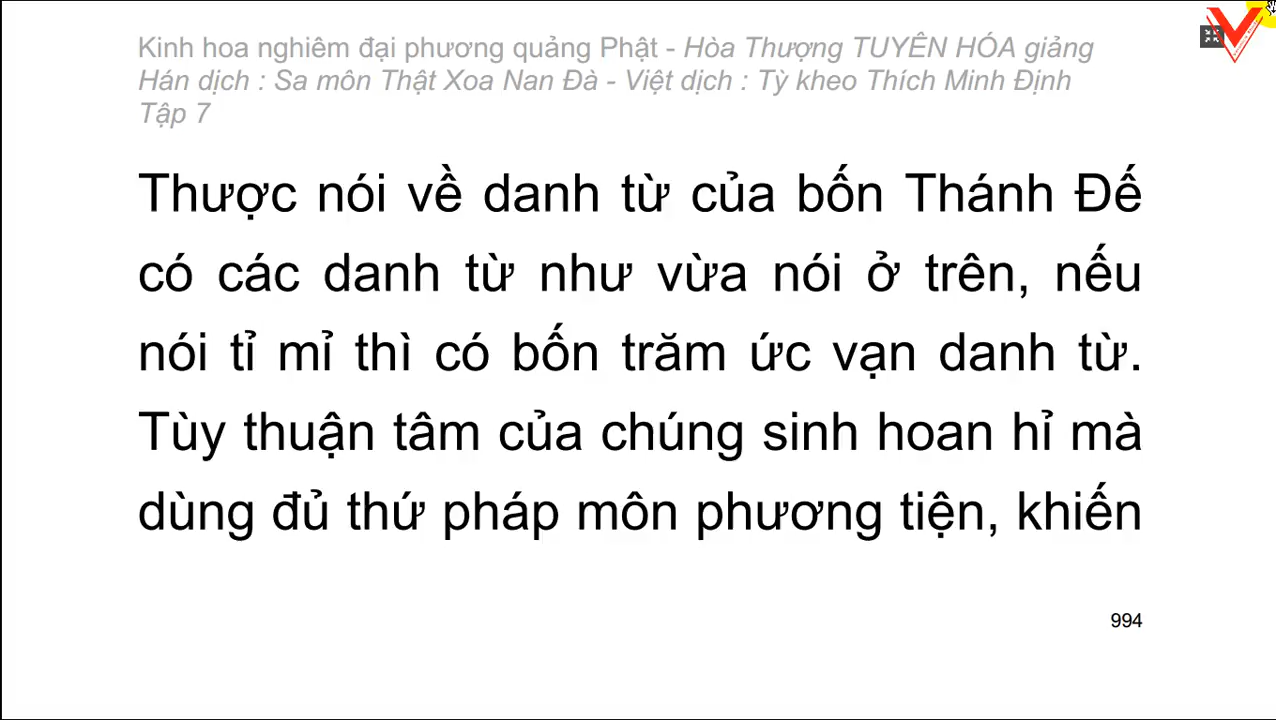 Kinh hoa nghiêm đại phương quảng Phật - Hòa Thượng TUYÊN HÓA giảng
Hán dịch : Sa môn Thật Xoa Nan Đà - Việt dịch : Tỳ kheo Thích Minh Định
Tập 7
Thược nói về danh từ của bốn Thánh Đế
có các danh từ như vừa nói ở trên, nếu
nói tỉ mỉ thì có bốn trăm ức vạn danh từ.
Tùy thuận tâm của chúng sinh hoan hỉ mà
dùng đủ thứ pháp môn phương tiện, khiến
994